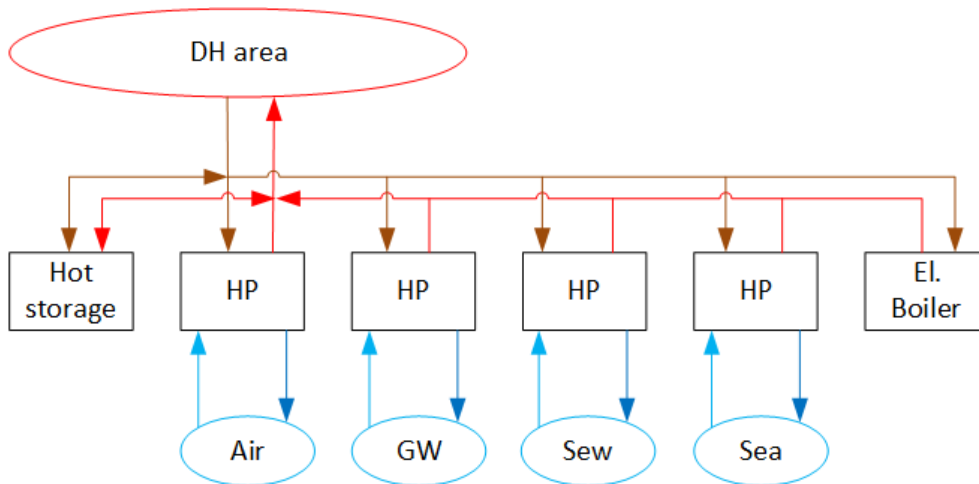 DH area
Hot
storage
HP
HP
HP
HP
El.
Boiler
Air
GW
Sew
Sea